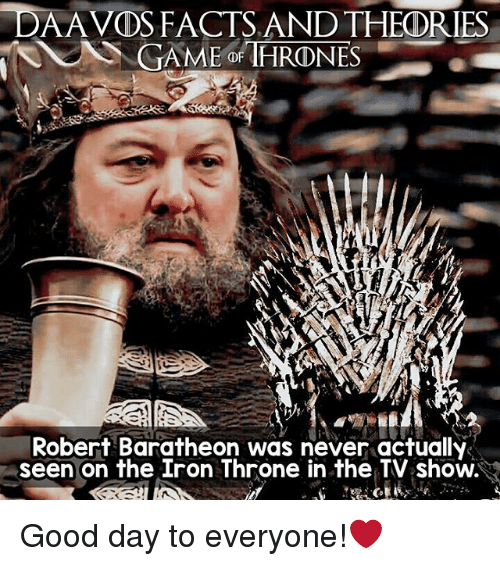 DAAVOS FACTS AND THEORIES
GAME OF THRONES
Robert Baratheon was never actually
seen on the Iron Throne in the TV show.
Good day to everyone!❤